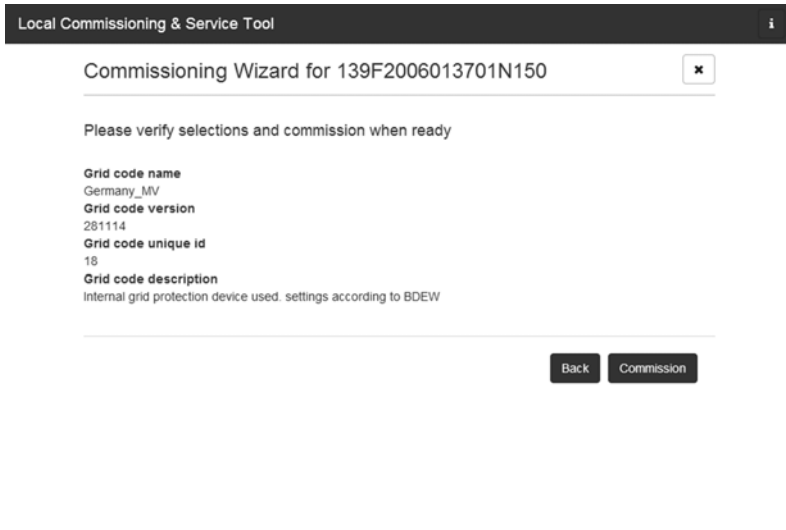 Local Commissioning & Service Tool
i
Commissioning Wizard for 139F2006013701N150
Please verify selections and commission when ready
Grid code name
Germany_MV
Grid code version
281114
Grid code unique id
18
Grid code description
Internal grid protection device used. settings according to BDEW
Back Commission